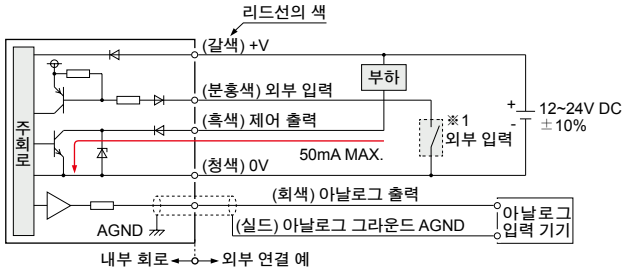 리드선의 색
(갈색) +V
부하
(분홍색) 외부 입력
+
-
12~24V DC
±10%
※1
외부 입력
(흑색) 제어 출력
주회로
50mA MAX.
(청색) 0V
(회색) 아날로그 출력
(실드) 아날로그 그라운드 AGND
아날로그
입력 기기
AGND
내부 회로
외부 연결 예